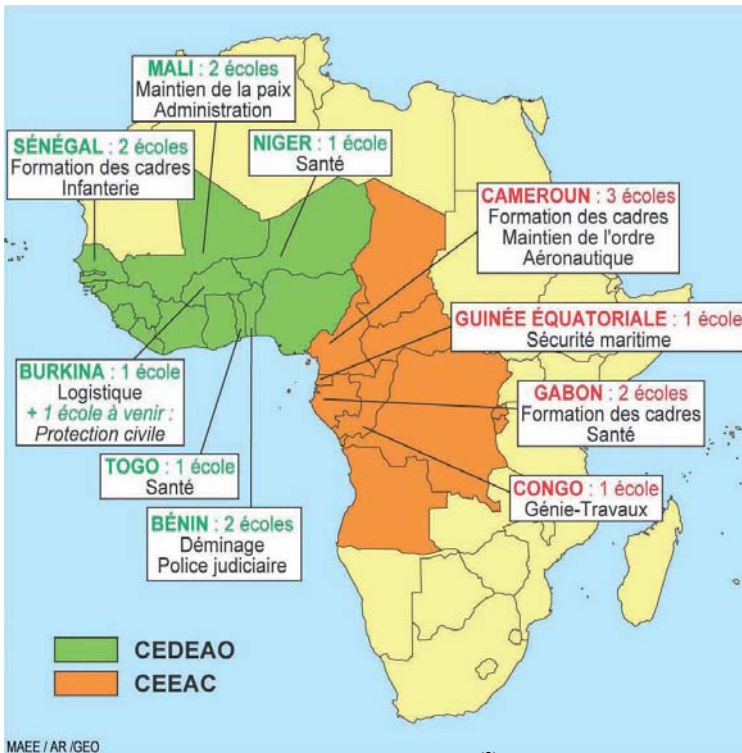 MALI : 2 écoles
Maintien de la paix
Administration
SÉNÉGAL : 2 écoles
Formation des cadres
Infanterie
NIGER : 1 école
Santé
CAMEROUN : 3 écoles
Formation des cadres
Maintien de l'ordre
Aéronautique
GUINÉE ÉQUATORIALE : 1 école
Sécurité maritime
BURKINA : 1 école
Logistique
+ 1 école à venir :
Protection civile
GABON : 2 écoles
Formation des cadres
Santé
TOGO : 1 école
Santé
CONGO : 1 école
Génie-Travaux
BÉNIN : 2 écoles
Déminage
Police judiciaire
CEDEAO
CEEAC
MAEE / AR /GEO